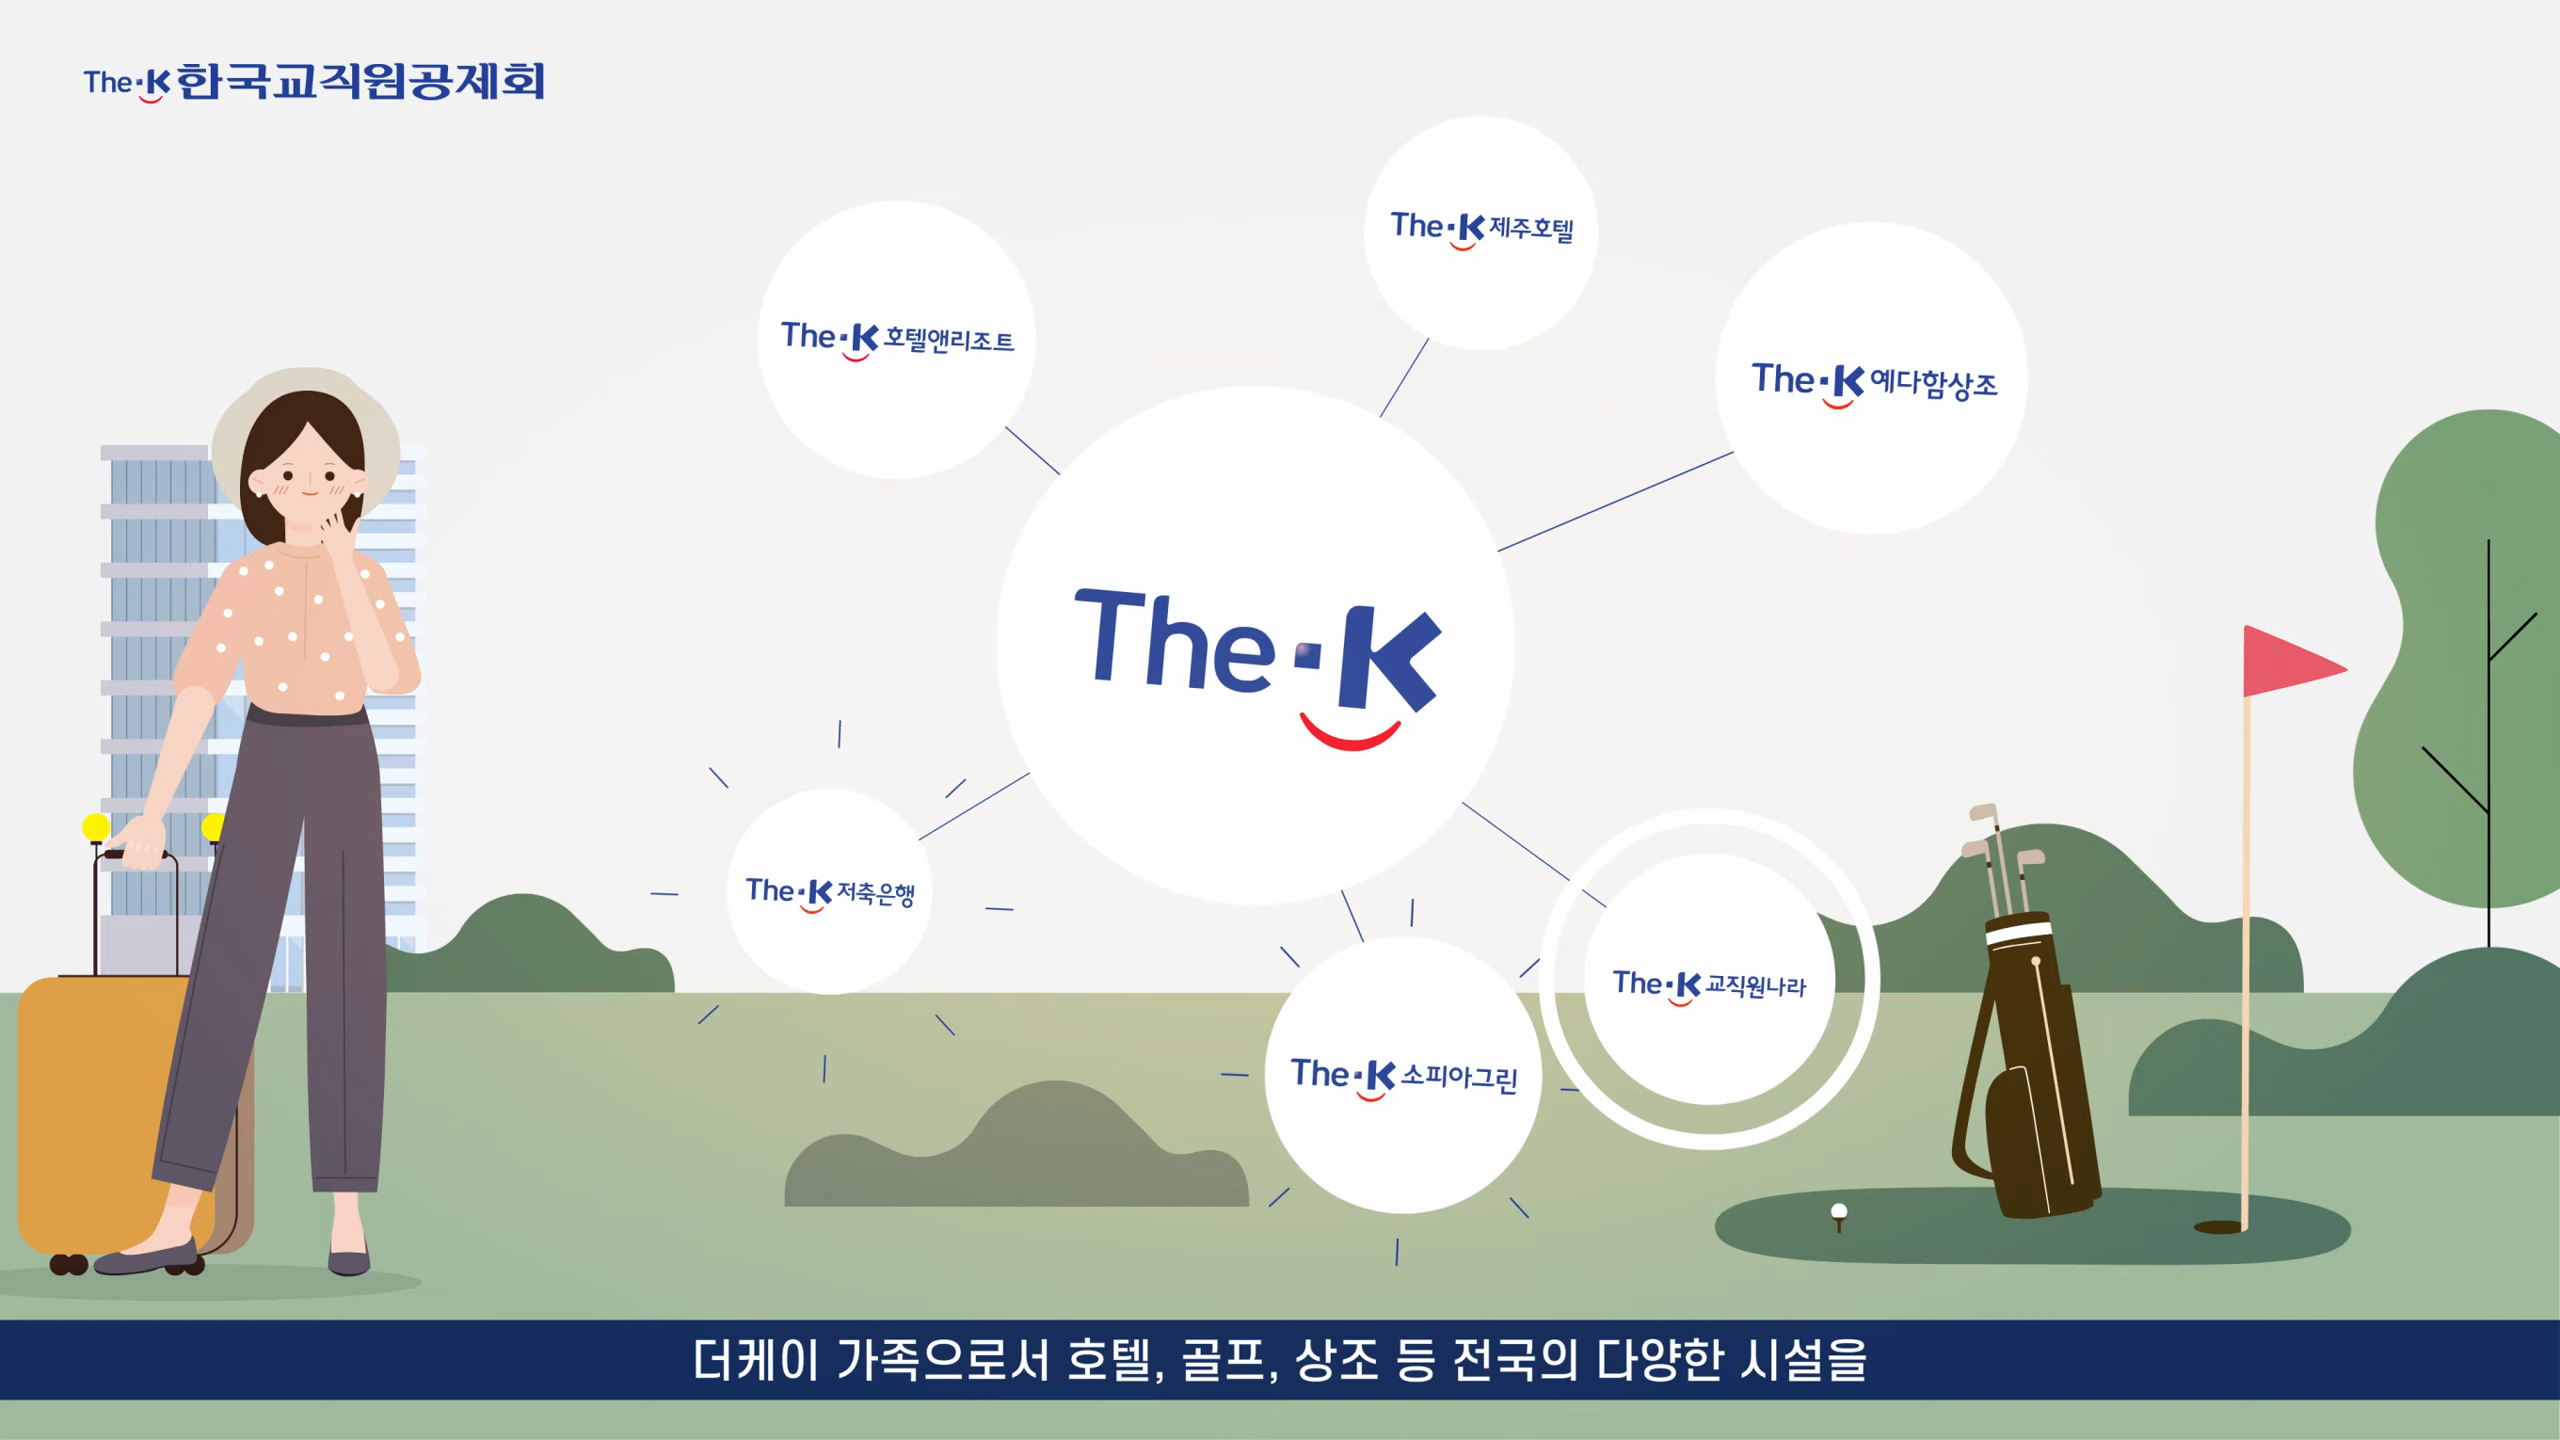 The·K 한국교직원공제회
The·K 제주호텔
The·K 호텔앤리조트
The·K 예다함상조
The·K
The·K 저축은행
The·K 교직원나라
The·K 소피아그린
더케이 가족으로서 호텔, 골프, 상조 등 전국의 다양한 시설을